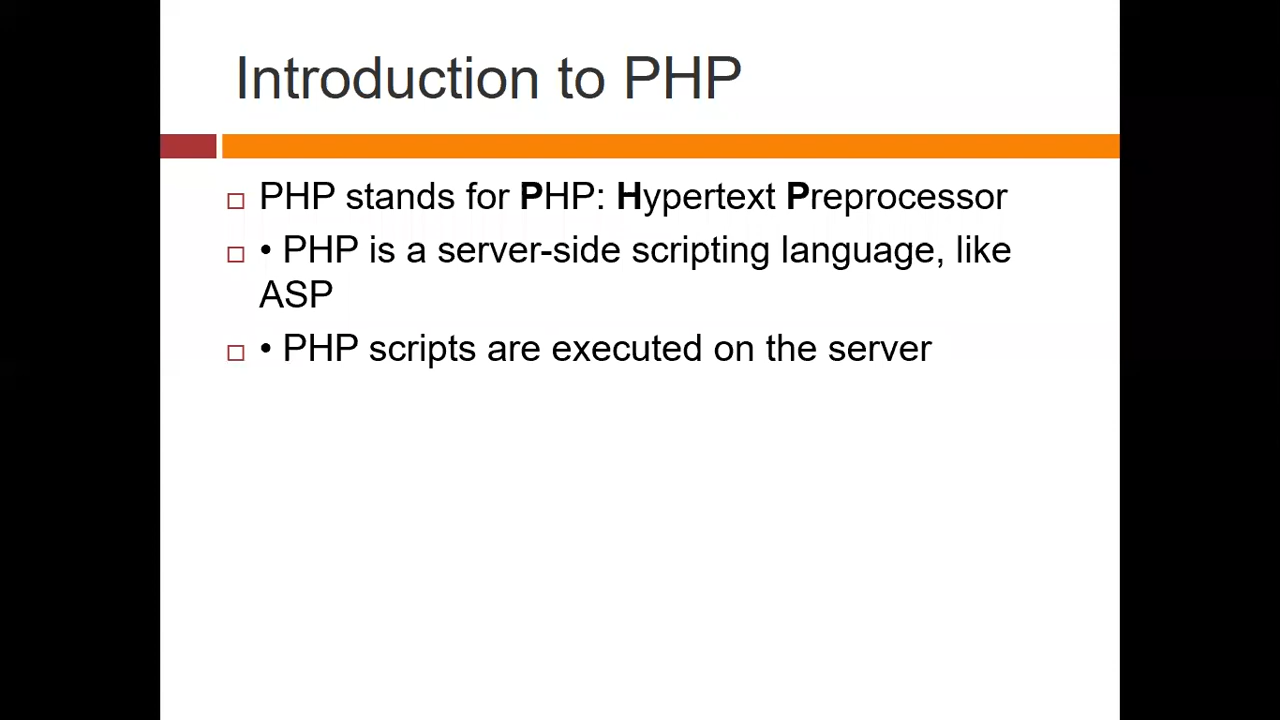 Introduction to PHP
PHP stands for PHP: Hypertext Preprocessor
• PHP is a server-side scripting language, like
ASP
• PHP scripts are executed on the server